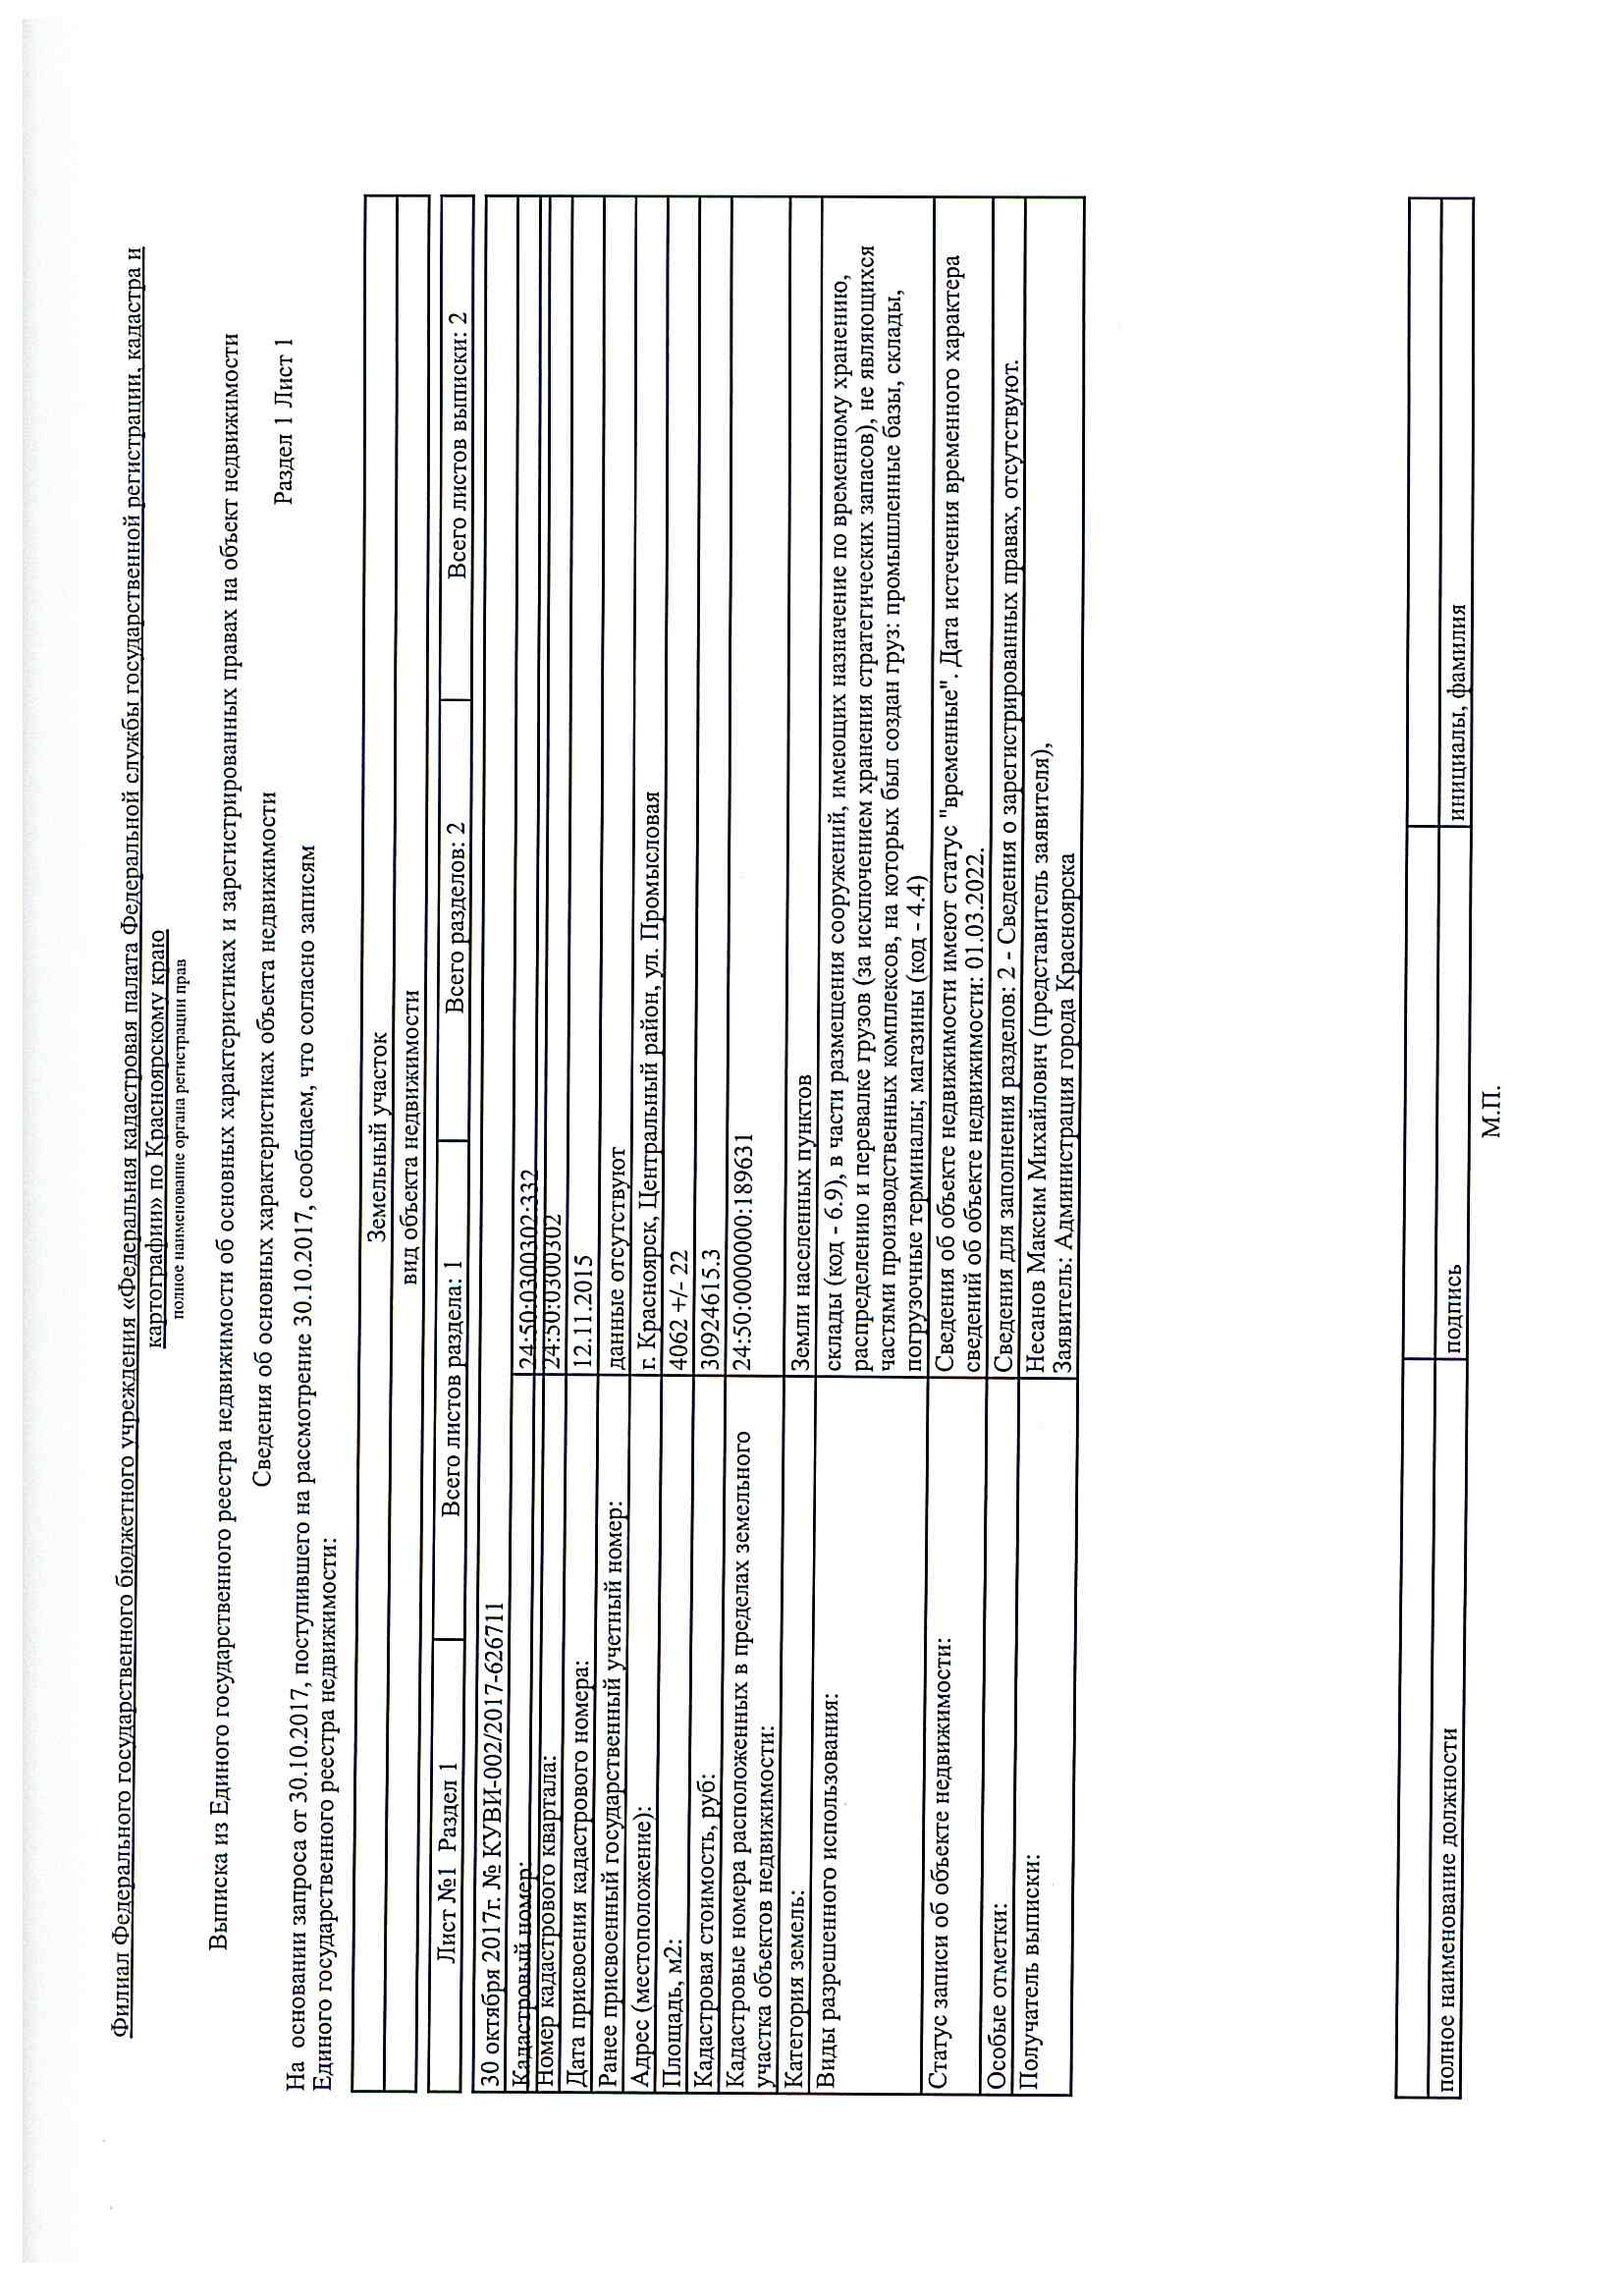 Филиал Федерального государственного бюджетного учреждения «Федеральная кадастровая палата Федеральной службы государственной регистрации, кадастра и
картографии» по Красноярскому краю
полное наименование органа регистрации прав
Выписка из Единого государственного реестра недвижимости об основных характеристиках и зарегистрированных правах на объект недвижимости
Сведения об основных характеристиках объекта недвижимости
Раздел 1 Лист 1
На основании запроса от 30.10.2017, поступившего на рассмотрение 30.10.2017, сообщаем, что согласно записям
Единого государственного реестра недвижимости:
Земельный участок
вид объекта недвижимости
Лист №1 Раздел 1 Всего листов раздела: 1 Всего разделов: 2 Всего листов выписки: 2
30 октября 2017г. № КУВИ-002/2017-626711
Кадастровый номер: 24:50:0300302:332
Номер кадастрового квартала: 24:50:0300302
Дата присвоения кадастрового номера: 12.11.2015
Ранее присвоенный государственный учетный номер: данные отсутствуют
Адрес (местоположение): г. Красноярск, Центральный район, ул. Промысловая
Площадь, м2: 4062 +/- 22
Кадастровая стоимость, руб: 30924615.3
Кадастровые номера расположенных в пределах земельного 24:50:0000000:189631
участка объектов недвижимости:
Категория земель: Земли населенных пунктов
Виды разрешенного использования: склады (код - 6.9), в части размещения сооружений, имеющих назначение по временному хранению,
распределению и перевалке грузов (за исключением хранения стратегических запасов), не являющихся
частями производственных комплексов, на которых был создан груз: промышленные базы, склады,
погрузочные терминалы; магазины (код - 4.4)
Статус записи об объекте недвижимости: Сведения об объекте недвижимости имеют статус "временные". Дата истечения временного характера
сведений об объекте недвижимости: 01.03.2022.
Особые отметки: Сведения для заполнения разделов: 2 - Сведения о зарегистрированных правах, отсутствуют.
Получатель выписки: Несанов Максим Михайлович (представитель заявителя),
Заявитель: Администрация города Красноярска
полное наименование должности подпись инициалы, фамилия
М.П.